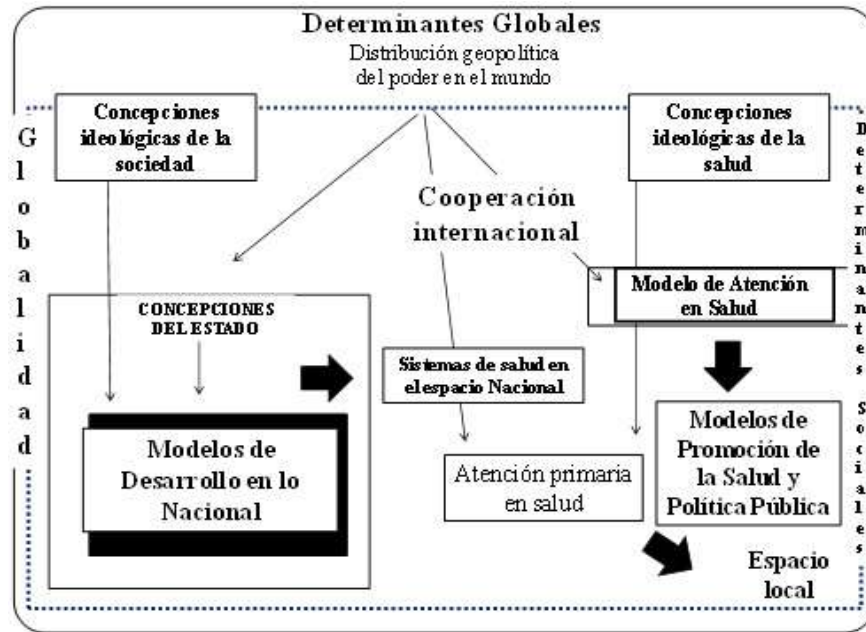 Determinantes Globales
Distribución geopolítica
del poder en el mundo
Concepciones
ideológicas de la
sociedad
Concepciones
ideológicas de la
salud
Globalidad
Determinantes Sociales
Cooperación
internacional
Modelo de Atención
en Salud
CONCEPCIONES
DEL ESTADO
Sistemas de salud en
el espacio Nacional
Modelos de
Desarrollo en lo
Nacional
Atención primaria
en salud
Modelos de
Promoción de
la Salud y
Política Pública
Espacio
local